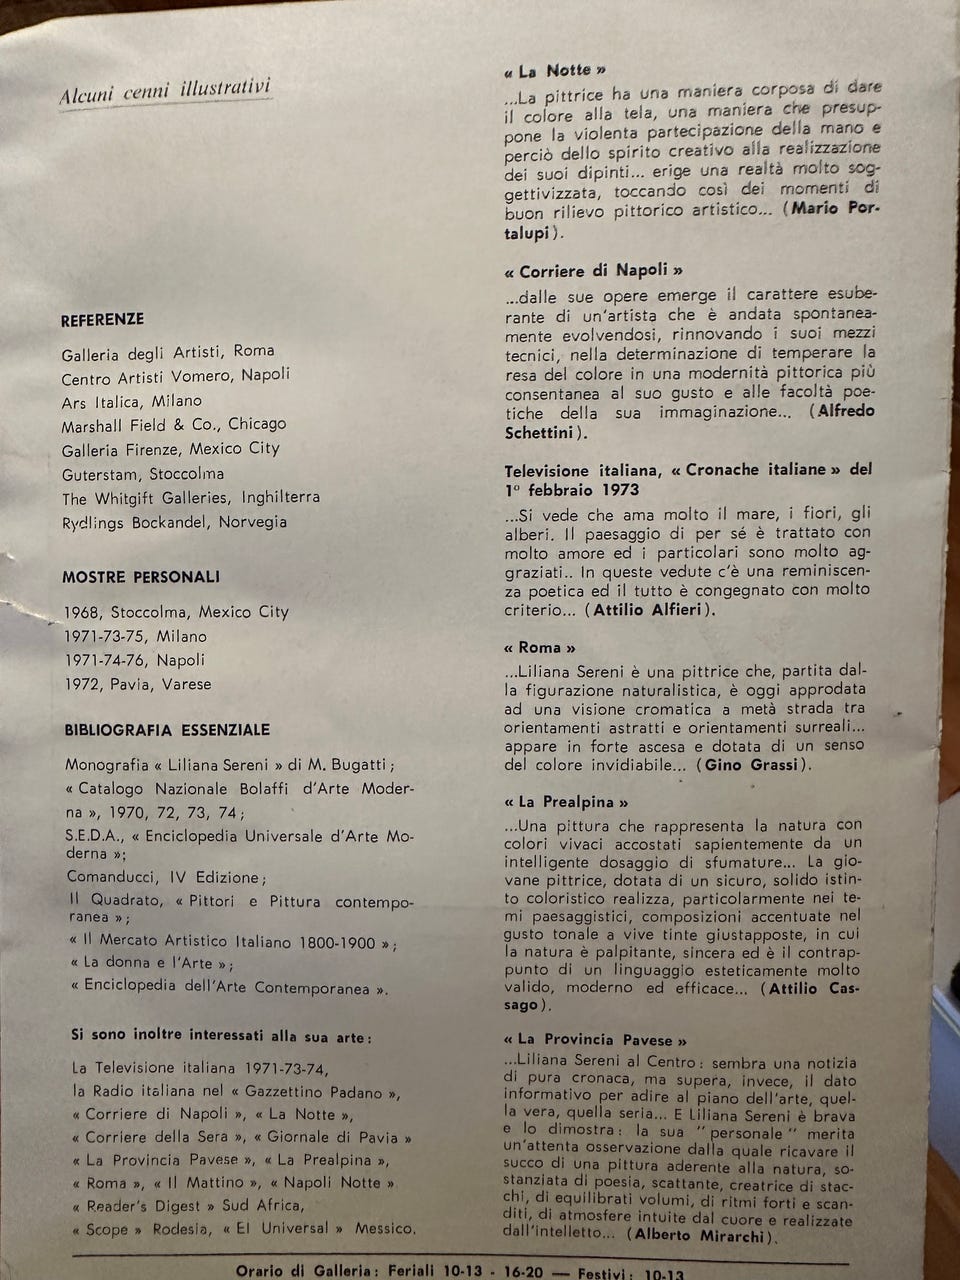 Alcuni cenni illustrativi
REFERENZE
Galleria degli Artisti, Roma
Centro Artisti Vomero, Napoli
Ars Italica, Milano
Marshall Field & Co., Chicago
Galleria Firenze, Mexico City
Guterstam, Stoccolma
The Whitgift Galleries, Inghilterra
Rydlings Bockandel, Norvegia
MOSTRE PERSONALI
1968, Stoccolma, Mexico City
1971-73-75, Milano
1971-74-76, Napoli
1972, Pavia, Varese
BIBLIOGRAFIA ESSENZIALE
Monografia « Liliana Sereni » di M. Bugatti ;
« Catalogo Nazionale Bolaffi d'Arte Moder-
na », 1970, 72, 73, 74 ;
S.E.D.A., « Enciclopedia Universale d'Arte Mo-
derna »;
Comanducci, IV Edizione ;
Il Quadrato, « Pittori e Pittura contempo-
ranea » ;
« Il Mercato Artistico Italiano 1800-1900 » ;
« La donna e l'Arte » ;
« Enciclopedia dell'Arte Contemporanea ».
Si sono inoltre interessati alla sua arte :
La Televisione italiana 1971-73-74,
la Radio italiana nel « Gazzettino Padano »,
« Corriere di Napoli », « La Notte »,
« Corriere della Sera », « Giornale di Pavia »
« La Provincia Pavese », « La Prealpina »,
« Roma », « Il Mattino », « Napoli Notte »
« Reader's Digest » Sud Africa,
« Scope » Rodesia, « El Universal » Messico.
« La Notte »
...La pittrice ha una maniera corposa di dare
il colore alla tela, una maniera che presup-
pone la violenta partecipazione della mano e
perciò dello spirito creativo alla realizzazione
dei suoi dipinti... erige una realtà molto sog-
gettivizzata, toccando così dei momenti di
buon rilievo pittorico artistico... (Mario Por-
talupi).
« Corriere di Napoli »
...dalle sue opere emerge il carattere esube-
rante di un'artista che è andata spontanea-
mente evolvendosi, rinnovando i suoi mezzi
tecnici, nella determinazione di temperare la
resa del colore in una modernità pittorica più
consentanea al suo gusto e alle facoltà poe-
tiche della sua immaginazione... (Alfredo
Schettini).
Televisione italiana, « Cronache italiane » del
1º febbraio 1973
...Si vede che ama molto il mare, i fiori, gli
alberi. Il paesaggio di per sé è trattato con
molto amore ed i particolari sono molto ag-
graziati.. In queste vedute c'è una reminiscen-
za poetica ed il tutto è congegnato con molto
criterio... (Attilio Alfieri).
« Roma »
...Liliana Sereni è una pittrice che, partita dal-
la figurazione naturalistica, è oggi approdata
ad una visione cromatica a metà strada tra
orientamenti astratti e orientamenti surreali...
appare in forte ascesa e dotata di un senso
del colore invidiabile... (Gino Grassi).
« La Prealpina »
...Una pittura che rappresenta la natura con
colori vivaci accostati sapientemente da un
intelligente dosaggio di sfumature... La gio-
vane pittrice, dotata di un sicuro, solido istin-
to coloristico realizza, particolarmente nei te-
mi paesaggistici, composizioni accentuate nel
gusto tonale a vive tinte giustapposte, in cui
la natura è palpitante, sincera ed è il contrap-
punto di un linguaggio esteticamente molto
valido, moderno ed efficace... (Attilio Cas-
sago).
« La Provincia Pavese »
...Liliana Sereni al Centro : sembra una notizia
di pura cronaca, ma supera, invece, il dato
informativo per adire al piano dell'arte, quel-
la vera, quella seria... E Liliana Sereni è brava
e lo dimostra : la sua "personale" merita
un'attenta osservazione dalla quale ricavare il
succo di una pittura aderente alla natura, so-
stanziata di poesia, scattante, creatrice di stac-
chi, di equilibrati volumi, di ritmi forti e scan-
diti, di atmosfere intuite dal cuore e realizzate
dall'intelletto... (Alberto Mirarchi).
Orario di Galleria : Feriali 10-13 - 16-20 — Festivi : 10-13